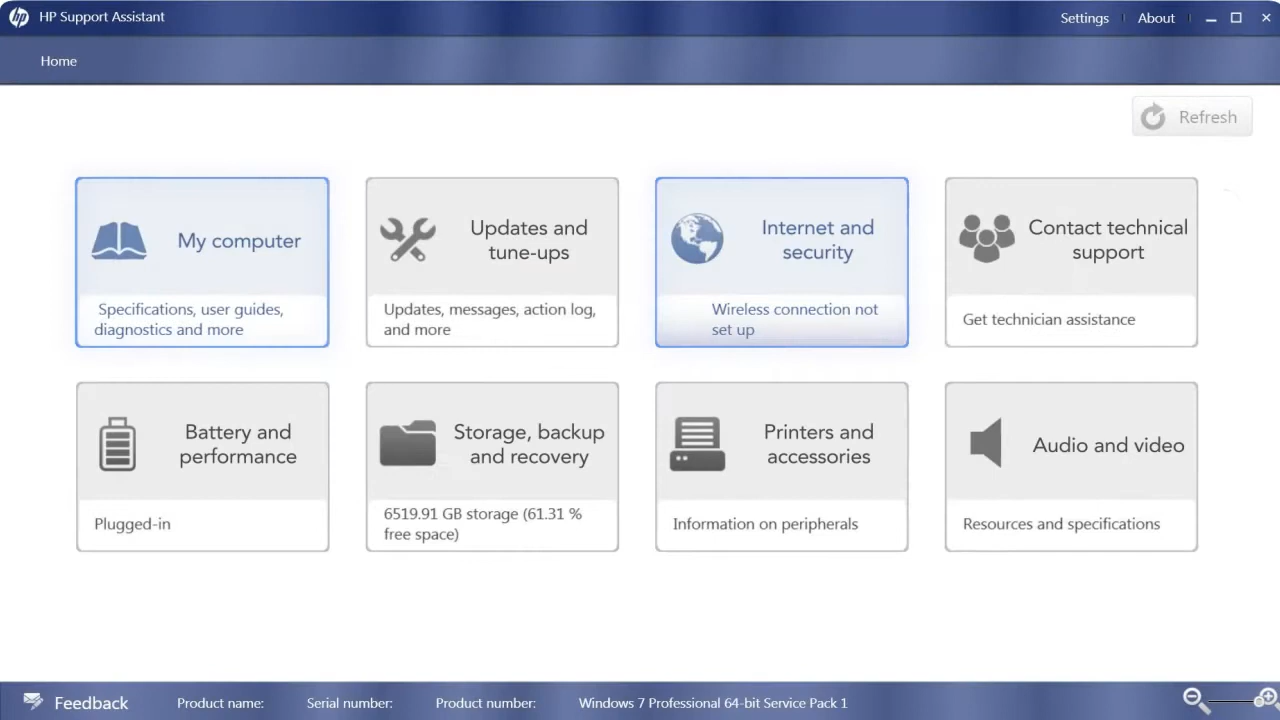 hp HP Support Assistant
Settings
About
Home
Refresh
My computer
Specifications, user guides,
diagnostics and more
Updates and
tune-ups
Updates, messages, action log,
and more
Internet and
security
Wireless connection not
set up
Contact technical
support
Get technician assistance
Battery and
performance
Plugged-in
Storage, backup
and recovery
6519.91 GB storage (61.31 %
free space)
Printers and
accessories
Information on peripherals
Audio and video
Resources and specifications
Feedback
Product name:
Serial number:
Product number:
Windows 7 Professional 64-bit Service Pack 1